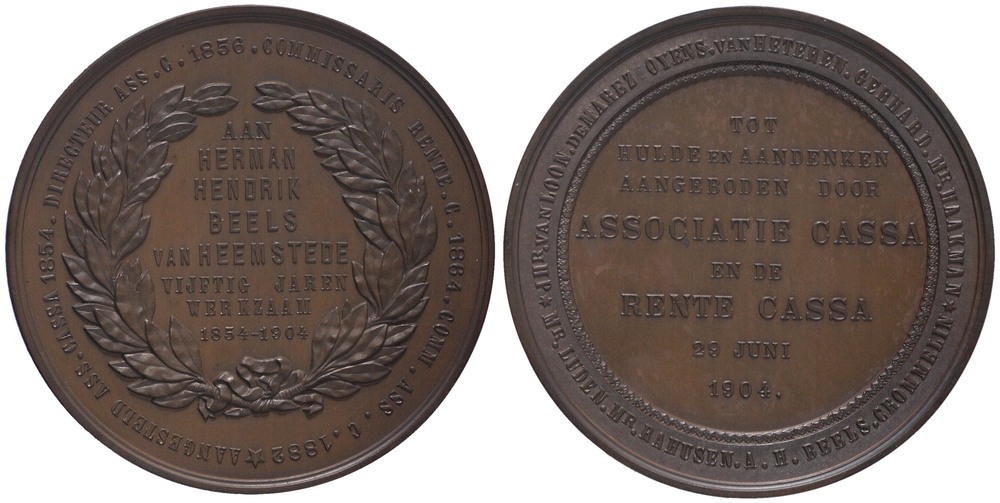 AANGESTELD ASS. CASSA 1854. DIRECTEUR ASS. C. 1856. COMMISSARIS RENTE. C. 1864. COMM. ASS. C. 1882 ☆
AAN
HERMAN
HENDRIK
BEELS
VAN HEEMSTEDE
VIJFTIG JAREN
WERKZAAM
1854-1904
★ JHR. VAN LOON. DE MAREZ OYENS. VAN HETEREN. GERHARD. MR. HAAKMAN ★
MR. LUDEN. MR. RAHUSEN. A. H. BEELS. CROMMELIN
TOT
HULDE EN AANDENKEN
AANGEBODEN DOOR
ASSOCIATIE CASSA
EN DE
RENTE CASSA
29 JUNI
1904.